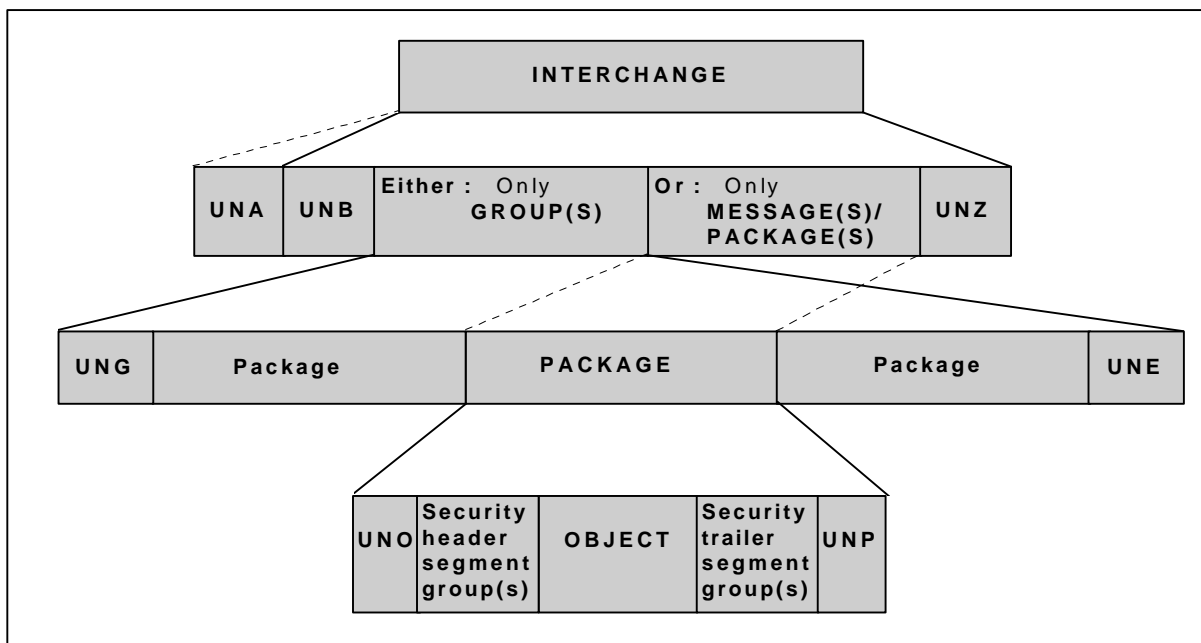 INTERCHANGE
UNA
UNB
Either : Only
GROUP(S)
Or : Only
MESSAGE(S)/
PACKAGE(S)
UNZ
UNG
Package
PACKAGE
Package
UNE
UNO
Security
header
segment
group(s)
OBJECT
Security
trailer
segment
group(s)
UNP